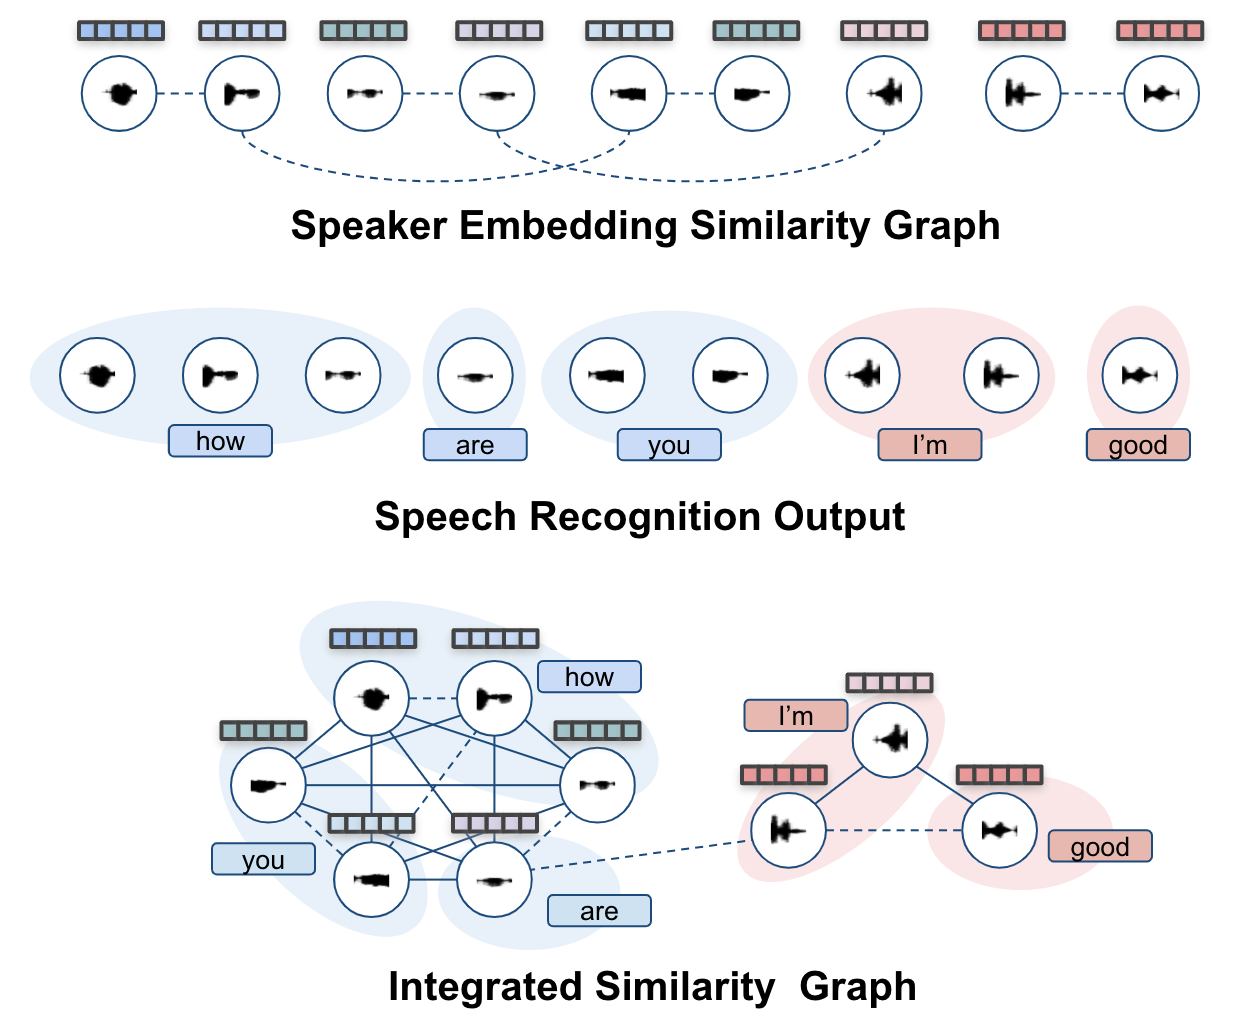 Speaker Embedding Similarity Graph
how
are
you
I'm
good
Speech Recognition Output
how
I'm
you
good
are
Integrated Similarity  Graph